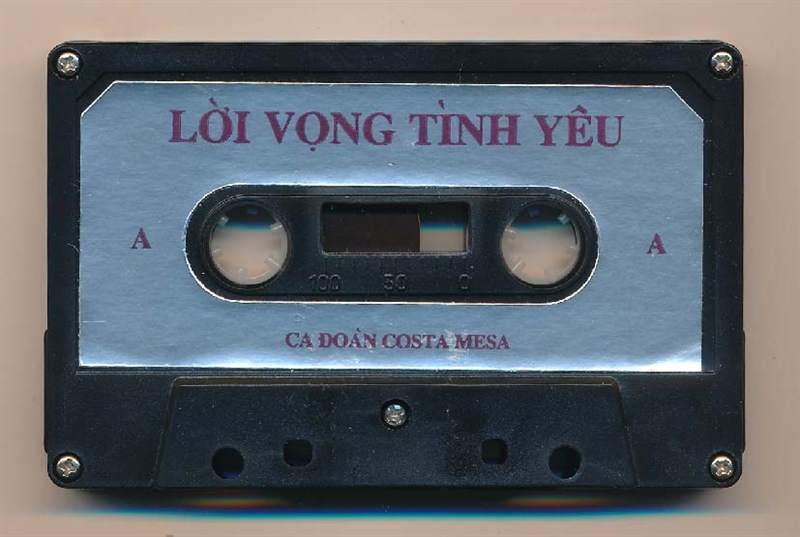 LỜI VỌNG TÌNH YÊU
A
A
100 50 0
CA ĐOÀN COSTA MESA